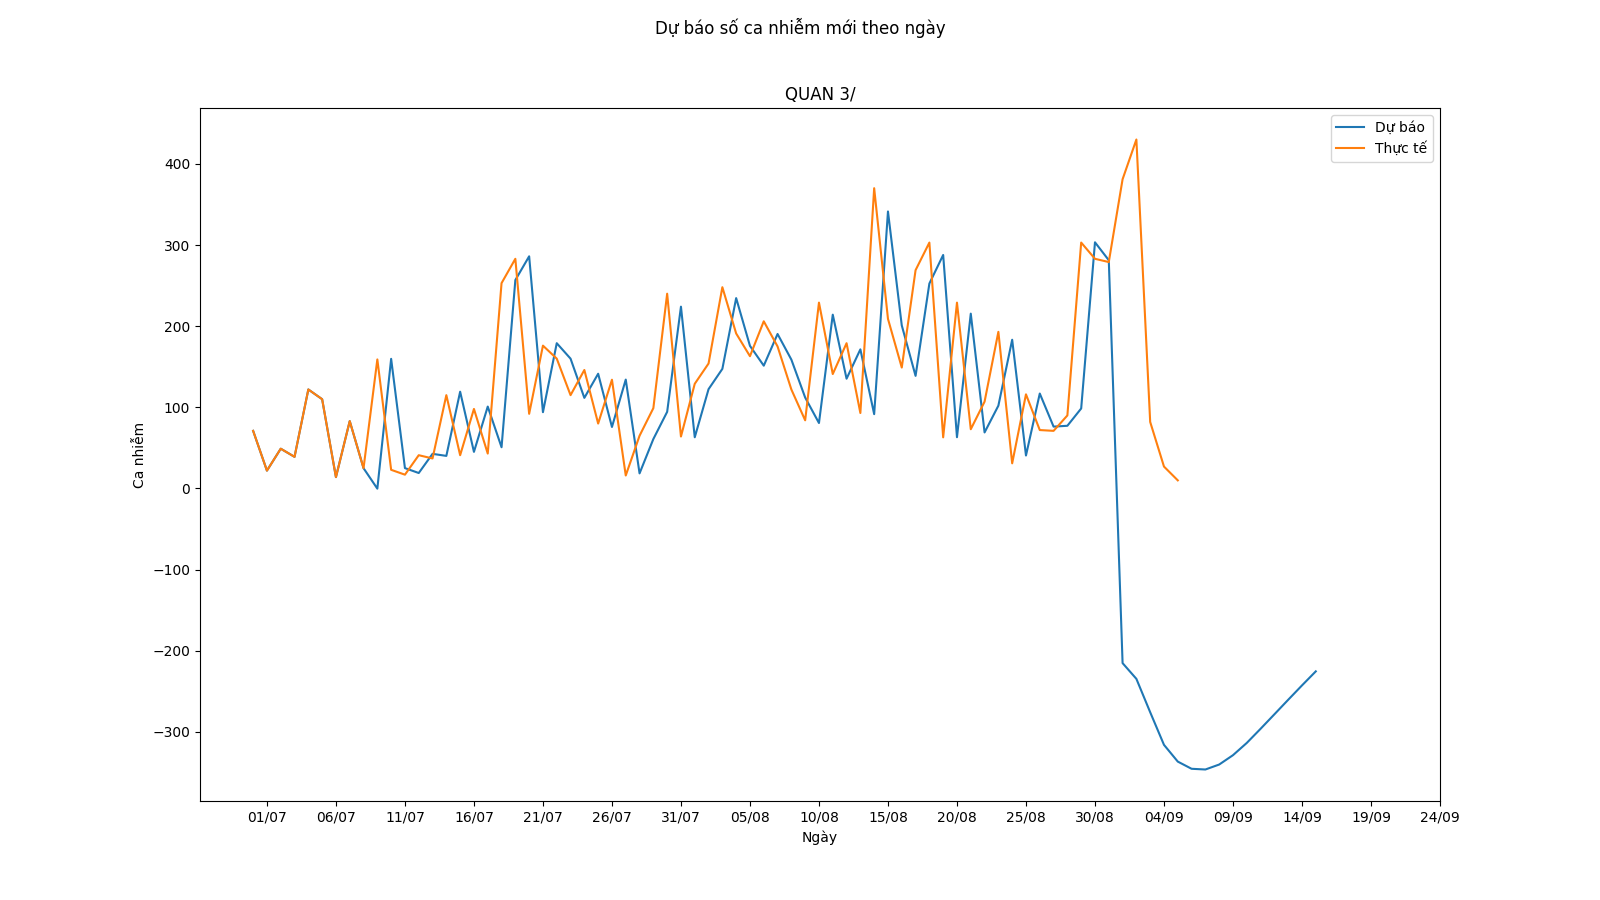 Dự báo số ca nhiễm mới theo ngày
QUAN 3/
Dự báo
Thực tế
400
300
200
100
0
−100
−200
−300
Ca nhiễm
01/07 06/07 11/07 16/07 21/07 26/07 31/07 05/08 10/08 15/08 20/08 25/08 30/08 04/09 09/09 14/09 19/09 24/09
Ngày